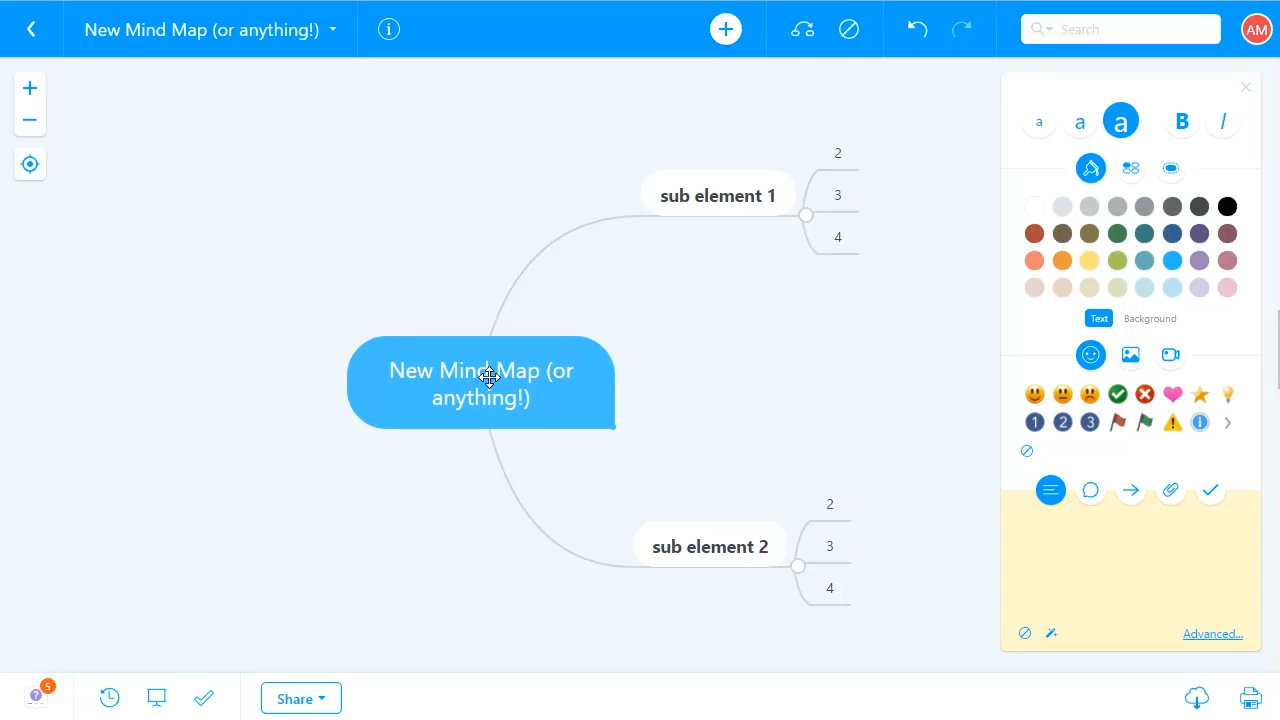 New Mind Map (or anything!)
Search
AM
a a a B I
2
sub element 1
3
4
New Mind Map (or
anything!)
2
sub element 2
3
4
Text Background
1 2 3
Advanced...
5
Share